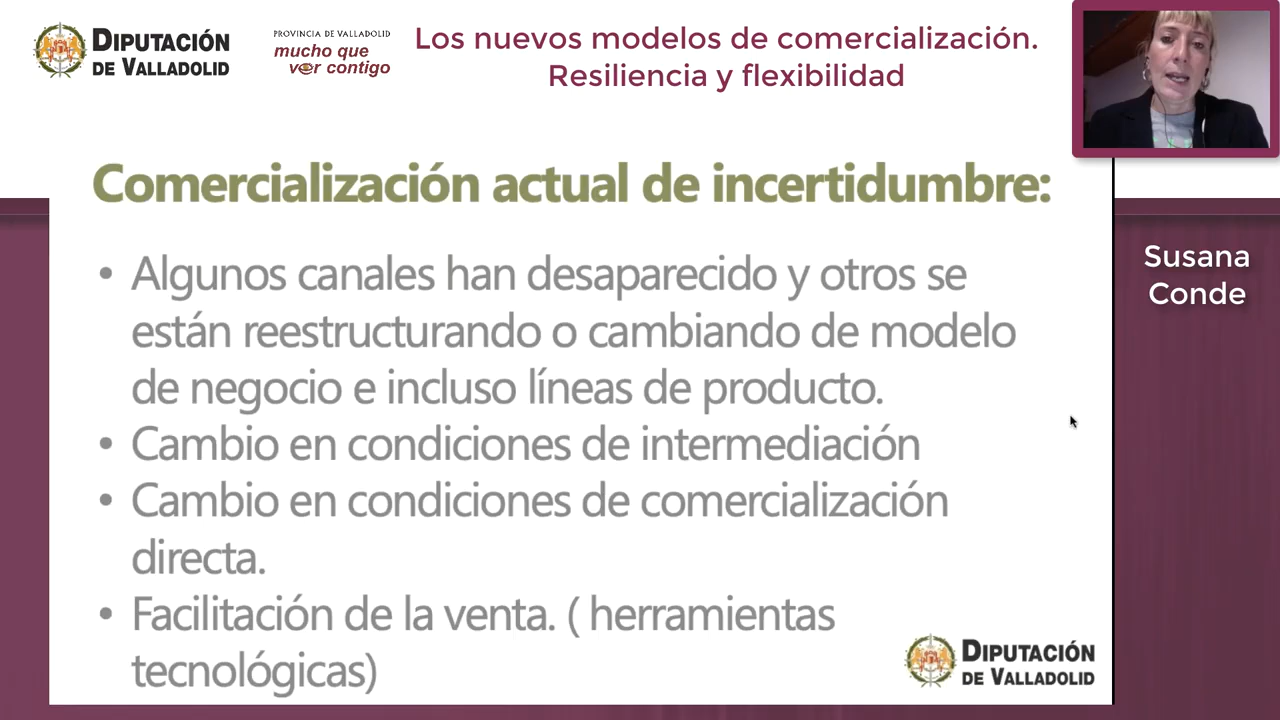 DIPUTACIÓN
DE VALLADOLID
PROVINCIA DE VALLADOLID
mucho que
ver contigo
Los nuevos modelos de comercialización.
Resiliencia y flexibilidad
Comercialización actual de incertidumbre:
• Algunos canales han desaparecido y otros se
están reestructurando o cambiando de modelo
de negocio e incluso líneas de producto.
• Cambio en condiciones de intermediación
• Cambio en condiciones de comercialización
directa.
• Facilitación de la venta. ( herramientas
tecnológicas)
DIPUTACIÓN
DE VALLADOLID
Susana
Conde